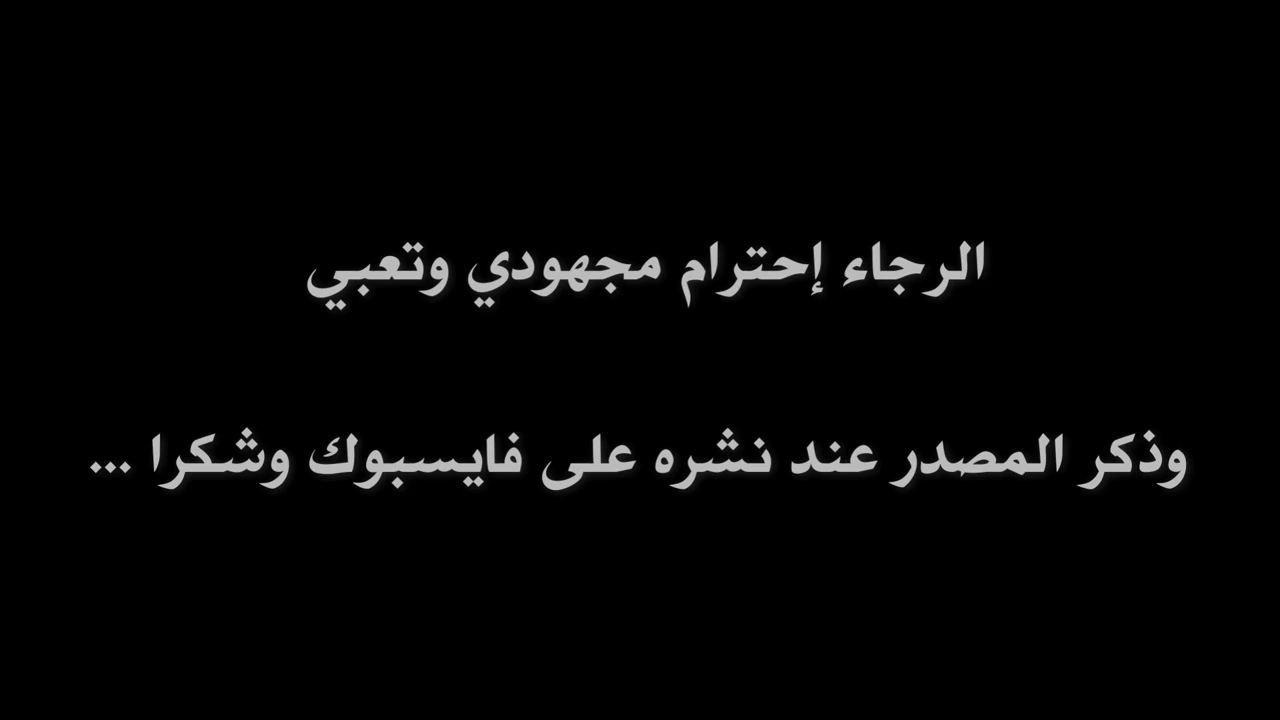 الرجاء إحترام مجهودي وتعبي
وذكر المصدر عند نشره على فايسبوك وشكرا ...